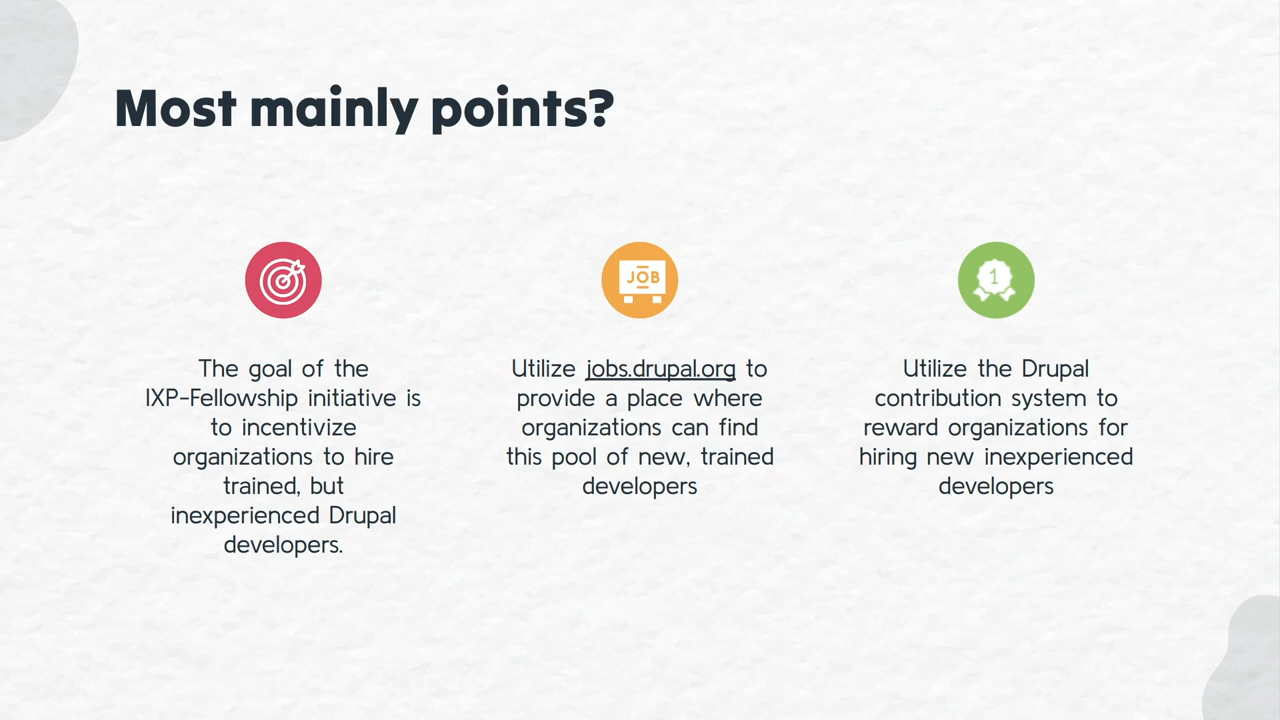 Most mainly points?
JOB
1
The goal of the
IXP-Fellowship initiative is
to incentivize
organizations to hire
trained, but
inexperienced Drupal
developers.
Utilize jobs.drupal.org to
provide a place where
organizations can find
this pool of new, trained
developers
Utilize the Drupal
contribution system to
reward organizations for
hiring new inexperienced
developers